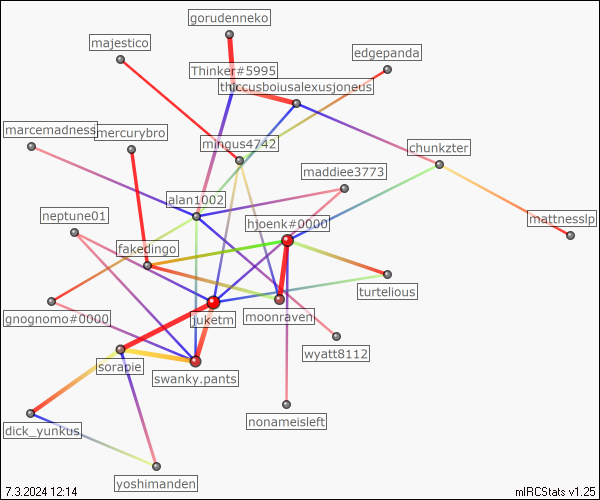 gorudenneko
majestico
edgepanda
Thinker#5995
thiccusboiusalexusjoneus
marcemadness
mercurybro
mingus4742
chunkzter
maddiee3773
alan1002
neptune01
hjoenk#0000
mattnesslp
fakedingo
turtelious
gnognomo#0000
juketm
moonraven
wyatt8112
sorapie
swanky.pants
nonameisleft
dick_yunkus
yoshimanden
7.3.2024 12:14
mIRCStats v1.25